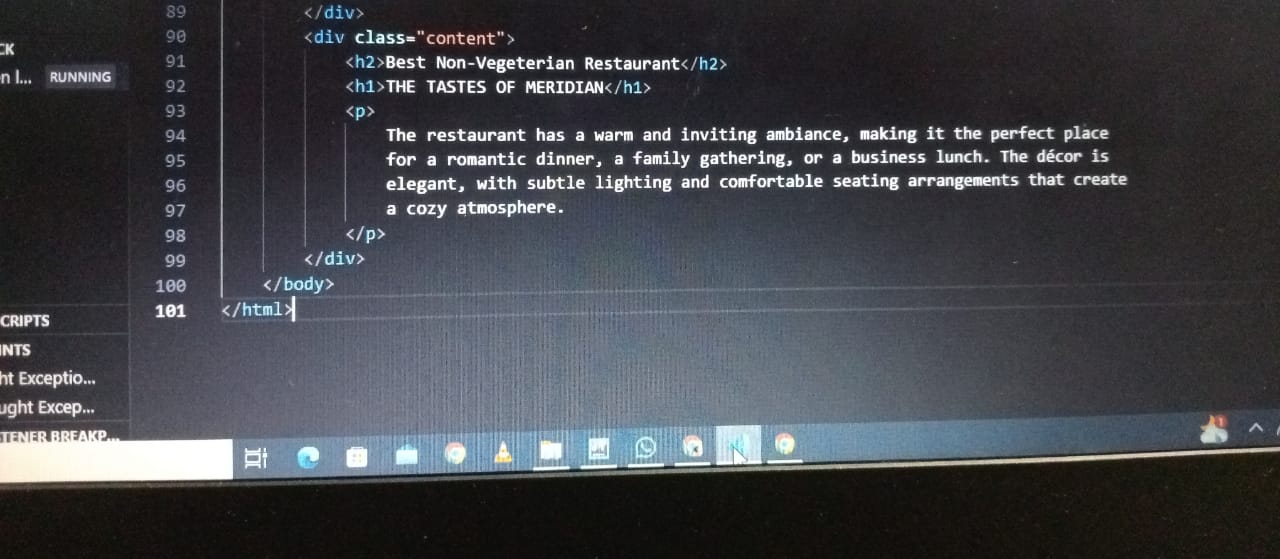 89 </div>
90 <div class="content">
91 <h2>Best Non-Vegeterian Restaurant</h2>
92 <h1>THE TASTES OF MERIDIAN</h1>
93 <p>
94 The restaurant has a warm and inviting ambiance, making it the perfect place
95 for a romantic dinner, a family gathering, or a business lunch. The décor is
96 elegant, with subtle lighting and comfortable seating arrangements that create
97 a cozy atmosphere.
98 </p>
99 </div>
100 </body>
101 </html>
CK
n l... RUNNING
CRIPTS
INTS
ht Exceptio...
ught Excep...
TENER BREAKP...
1